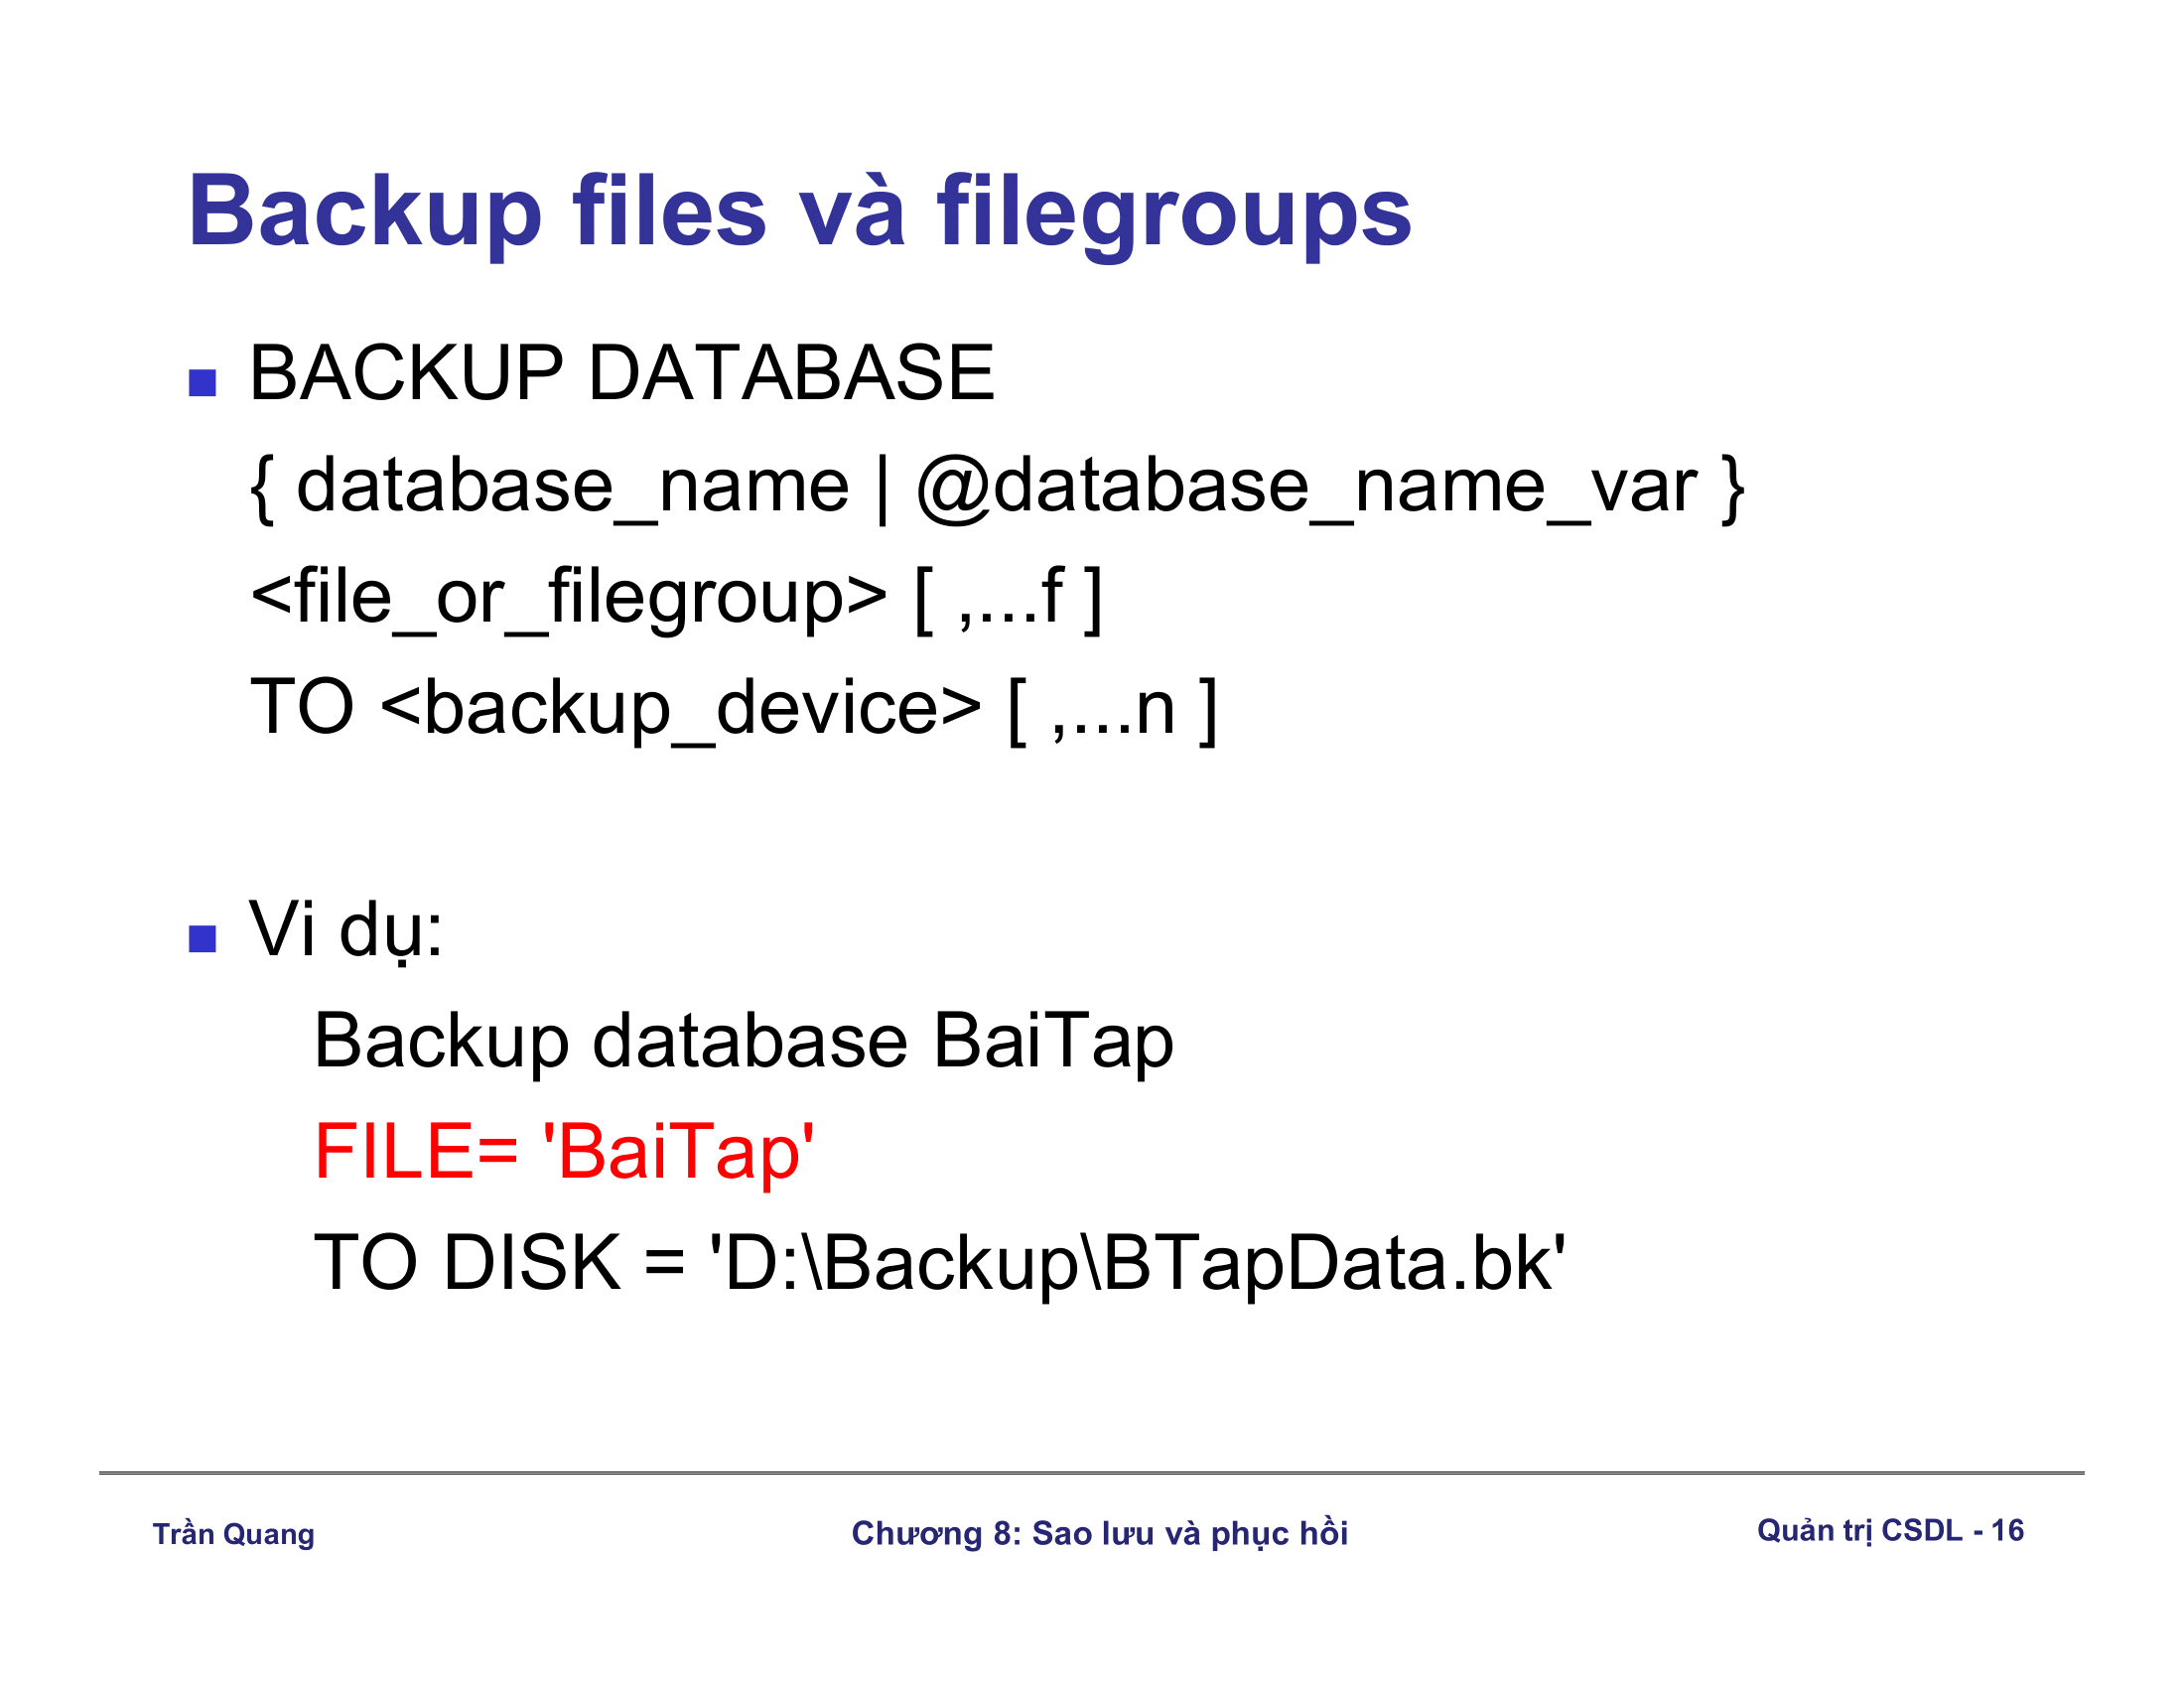 Backup files và filegroups
BACKUP DATABASE
{ database_name | @database_name_var }
<file_or_filegroup> [ ,...f ]
TO <backup_device> [ ,...n ]
Vi dụ:
Backup database BaiTap
FILE= 'BaiTap'
TO DISK = 'D:\Backup\BTapData.bk'
Trần Quang
Chương 8: Sao lưu và phục hồi
Quản trị CSDL - 16